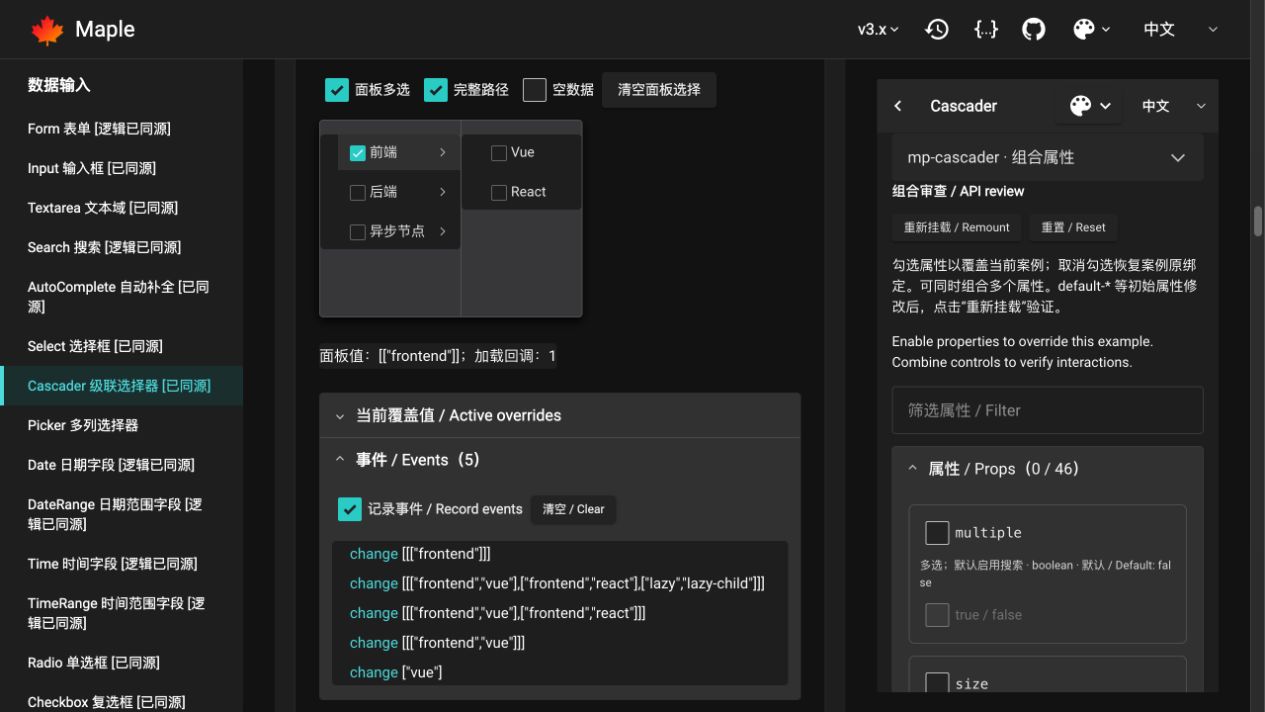 Maple
v3.x
{...}
中文
数据输入
Form 表单 [逻辑已同源]
Input 输入框 [已同源]
Textarea 文本域 [已同源]
Search 搜索 [逻辑已同源]
AutoComplete 自动补全 [已同
源]
Select 选择框 [已同源]
Cascader 级联选择器 [已同源]
Picker 多列选择器
Date 日期字段 [逻辑已同源]
DateRange 日期范围字段 [逻
辑已同源]
Time 时间字段 [逻辑已同源]
TimeRange 时间范围字段 [逻
辑已同源]
Radio 单选框 [已同源]
Checkbox 复选框 [已同源]
面板多选
完整路径
空数据
清空面板选择
前端
后端
异步节点
Vue
React
面板值：[["frontend"]]；加载回调：1
当前覆盖值 / Active overrides
事件 / Events（5）
记录事件 / Record events
清空 / Clear
change [[["frontend"]]]
change [[["frontend","vue"],["frontend","react"],["lazy","lazy-child"]]]
change [[["frontend","vue"],["frontend","react"]]]
change [[["frontend","vue"]]]
change ["vue"]
Cascader
中文
mp-cascader · 组合属性
组合审查 / API review
重新挂载 / Remount
重置 / Reset
勾选属性以覆盖当前案例；取消勾选恢复案例原绑
定。可同时组合多个属性。default-* 等初始属性修
改后，点击“重新挂载”验证。
Enable properties to override this example.
Combine controls to verify interactions.
筛选属性 / Filter
属性 / Props（0 / 46）
multiple
多选；默认启用搜索 · boolean · 默认 / Default: fal
se
true / false
size